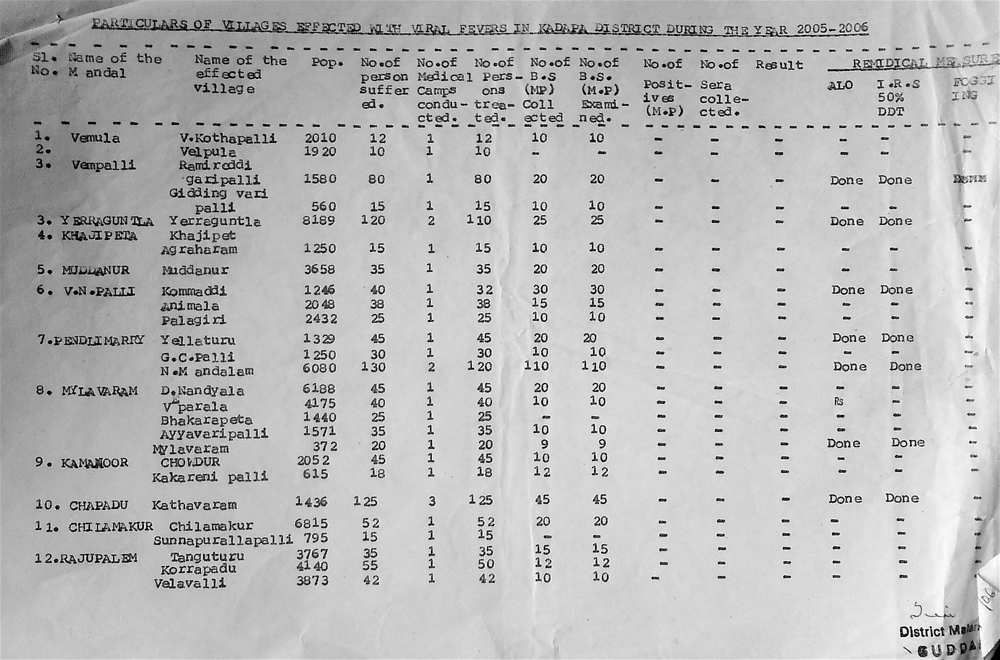 PARTICULARS OF VILLAGES EFFECTED WITH VIRAL FEVERS IN KADAPA DISTRICT DURING THE YEAR 2005-2006
Sl. Name of the Name of the Pop. No.of No.of No.of No.of No.of No.of No.of Result REMIDICAL MEASURE
No. Mandal effected person Medical Pers- B.S B.S. Posit- Sera ALO I.R.S FOGGI
village suffer Camps ons (MP) (M.P) ives colle- 50% ING
ed. condu- trea- Coll Exami- (M.P) cted. DDT
cted. ted. ected ned.
1. Vemula V.Kothapalli 2010 12 1 12 10 10 - - - - - -
2. Velpula 1920 10 1 10 - - - - - - - -
3. Vempalli Ramireddi
garipalli 1580 80 1 80 20 20 - - - Done Done
Gidding vari
palli 560 15 1 15 10 10 - - - - - -
3. YERRAGUNTLA Yerraguntla 8189 120 2 110 25 25 - - - Done Done -
4. KHAJIPETA Khajipet
Agraharam 1250 15 1 15 10 10 - - - - - -
5. MUDDANUR Muddanur 3658 35 1 35 20 20 - - - - - -
6. V.N.PALLI Kommaddi 1246 40 1 32 30 30 - - - Done Done -
Animala 2048 38 1 38 15 15 - - - - - -
Palagiri 2432 25 1 25 10 10 - - - - - -
7.PENDLIMARRY Yellaturu 1329 45 1 45 20 20 - - - Done Done -
G.C.Palli 1250 30 1 30 10 10 - - - - - -
N.Mandalam 6080 130 2 120 110 110 - - - Done Done -
8. MYLAVARAM D.Nandyala 6188 45 1 45 20 20 - - - - - -
V parala 4175 40 1 40 10 10 - - - Rs - -
Bhakarapeta 1440 25 1 25 - - - - - - - -
Ayyavaripalli 1571 35 1 35 10 10 - - - - - -
Mylavaram 372 20 1 20 9 9 - - - Done Done -
9. KAMANOOR CHOWDUR 2052 45 1 45 10 10 - - - - - -
Kakareni palli 615 18 1 18 12 12 - - - - - -
10. CHAPADU Kathavaram 1436 125 3 125 45 45 - - - Done Done -
11. CHILAMAKUR Chilamakur 6815 52 1 52 20 20 - - - - - -
Sunnapurallapalli 795 15 1 15 - - - - - - - -
12.RAJUPALEM Tanguturu 3767 35 1 35 15 15 - - - - - -
Korrapadu 4140 55 1 50 12 12 - - - - - -
Velavalli 3873 42 1 42 10 10 - - - - - -
/06
District